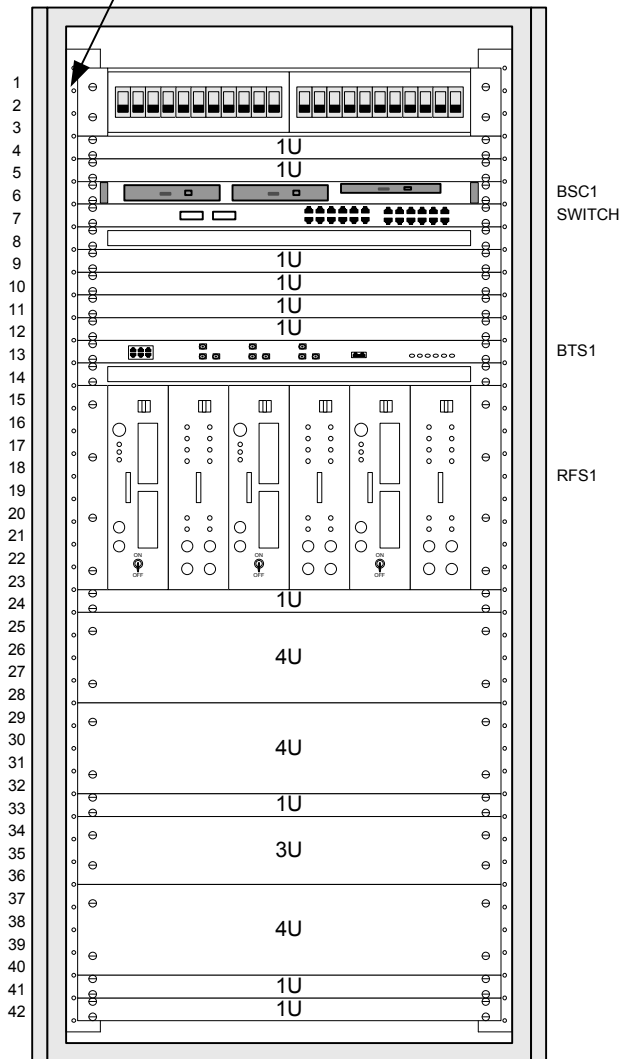 1
2
3
4 1U
5 1U
6 BSC1
7 SWITCH
8
9 1U
10 1U
11 1U
12 1U
13 BTS1
14
15
16
17
18 RFS1
19
20
21
22 ON ON ON
23 OFF OFF OFF
24 1U
25
26 4U
27
28
29
30 4U
31
32
33 1U
34
35 3U
36
37
38 4U
39
40
41 1U
42 1U